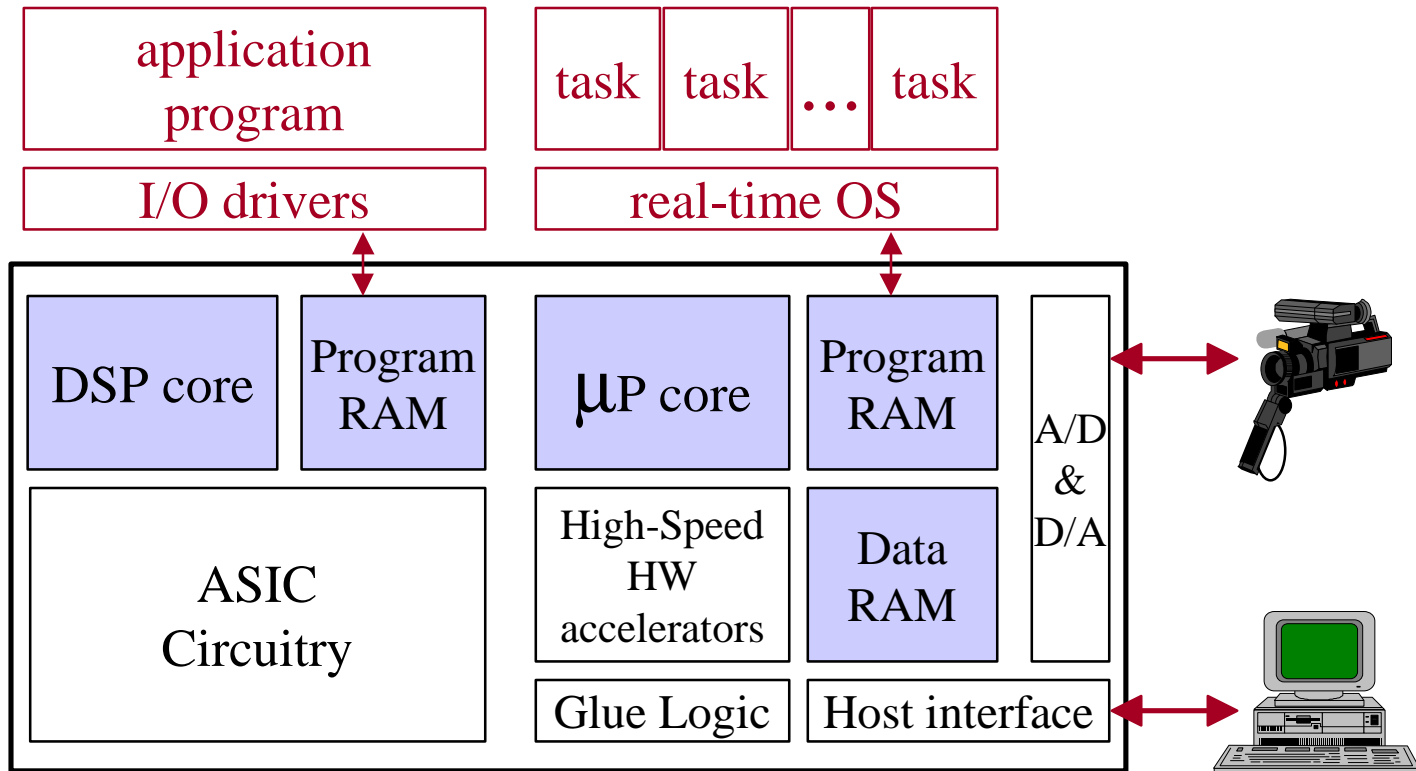 application
program
task
task
...
task
I/O drivers
real-time OS
DSP core
Program
RAM
μP core
Program
RAM
A/D
&
D/A
ASIC
Circuitry
High-Speed
HW
accelerators
Data
RAM
Glue Logic
Host interface